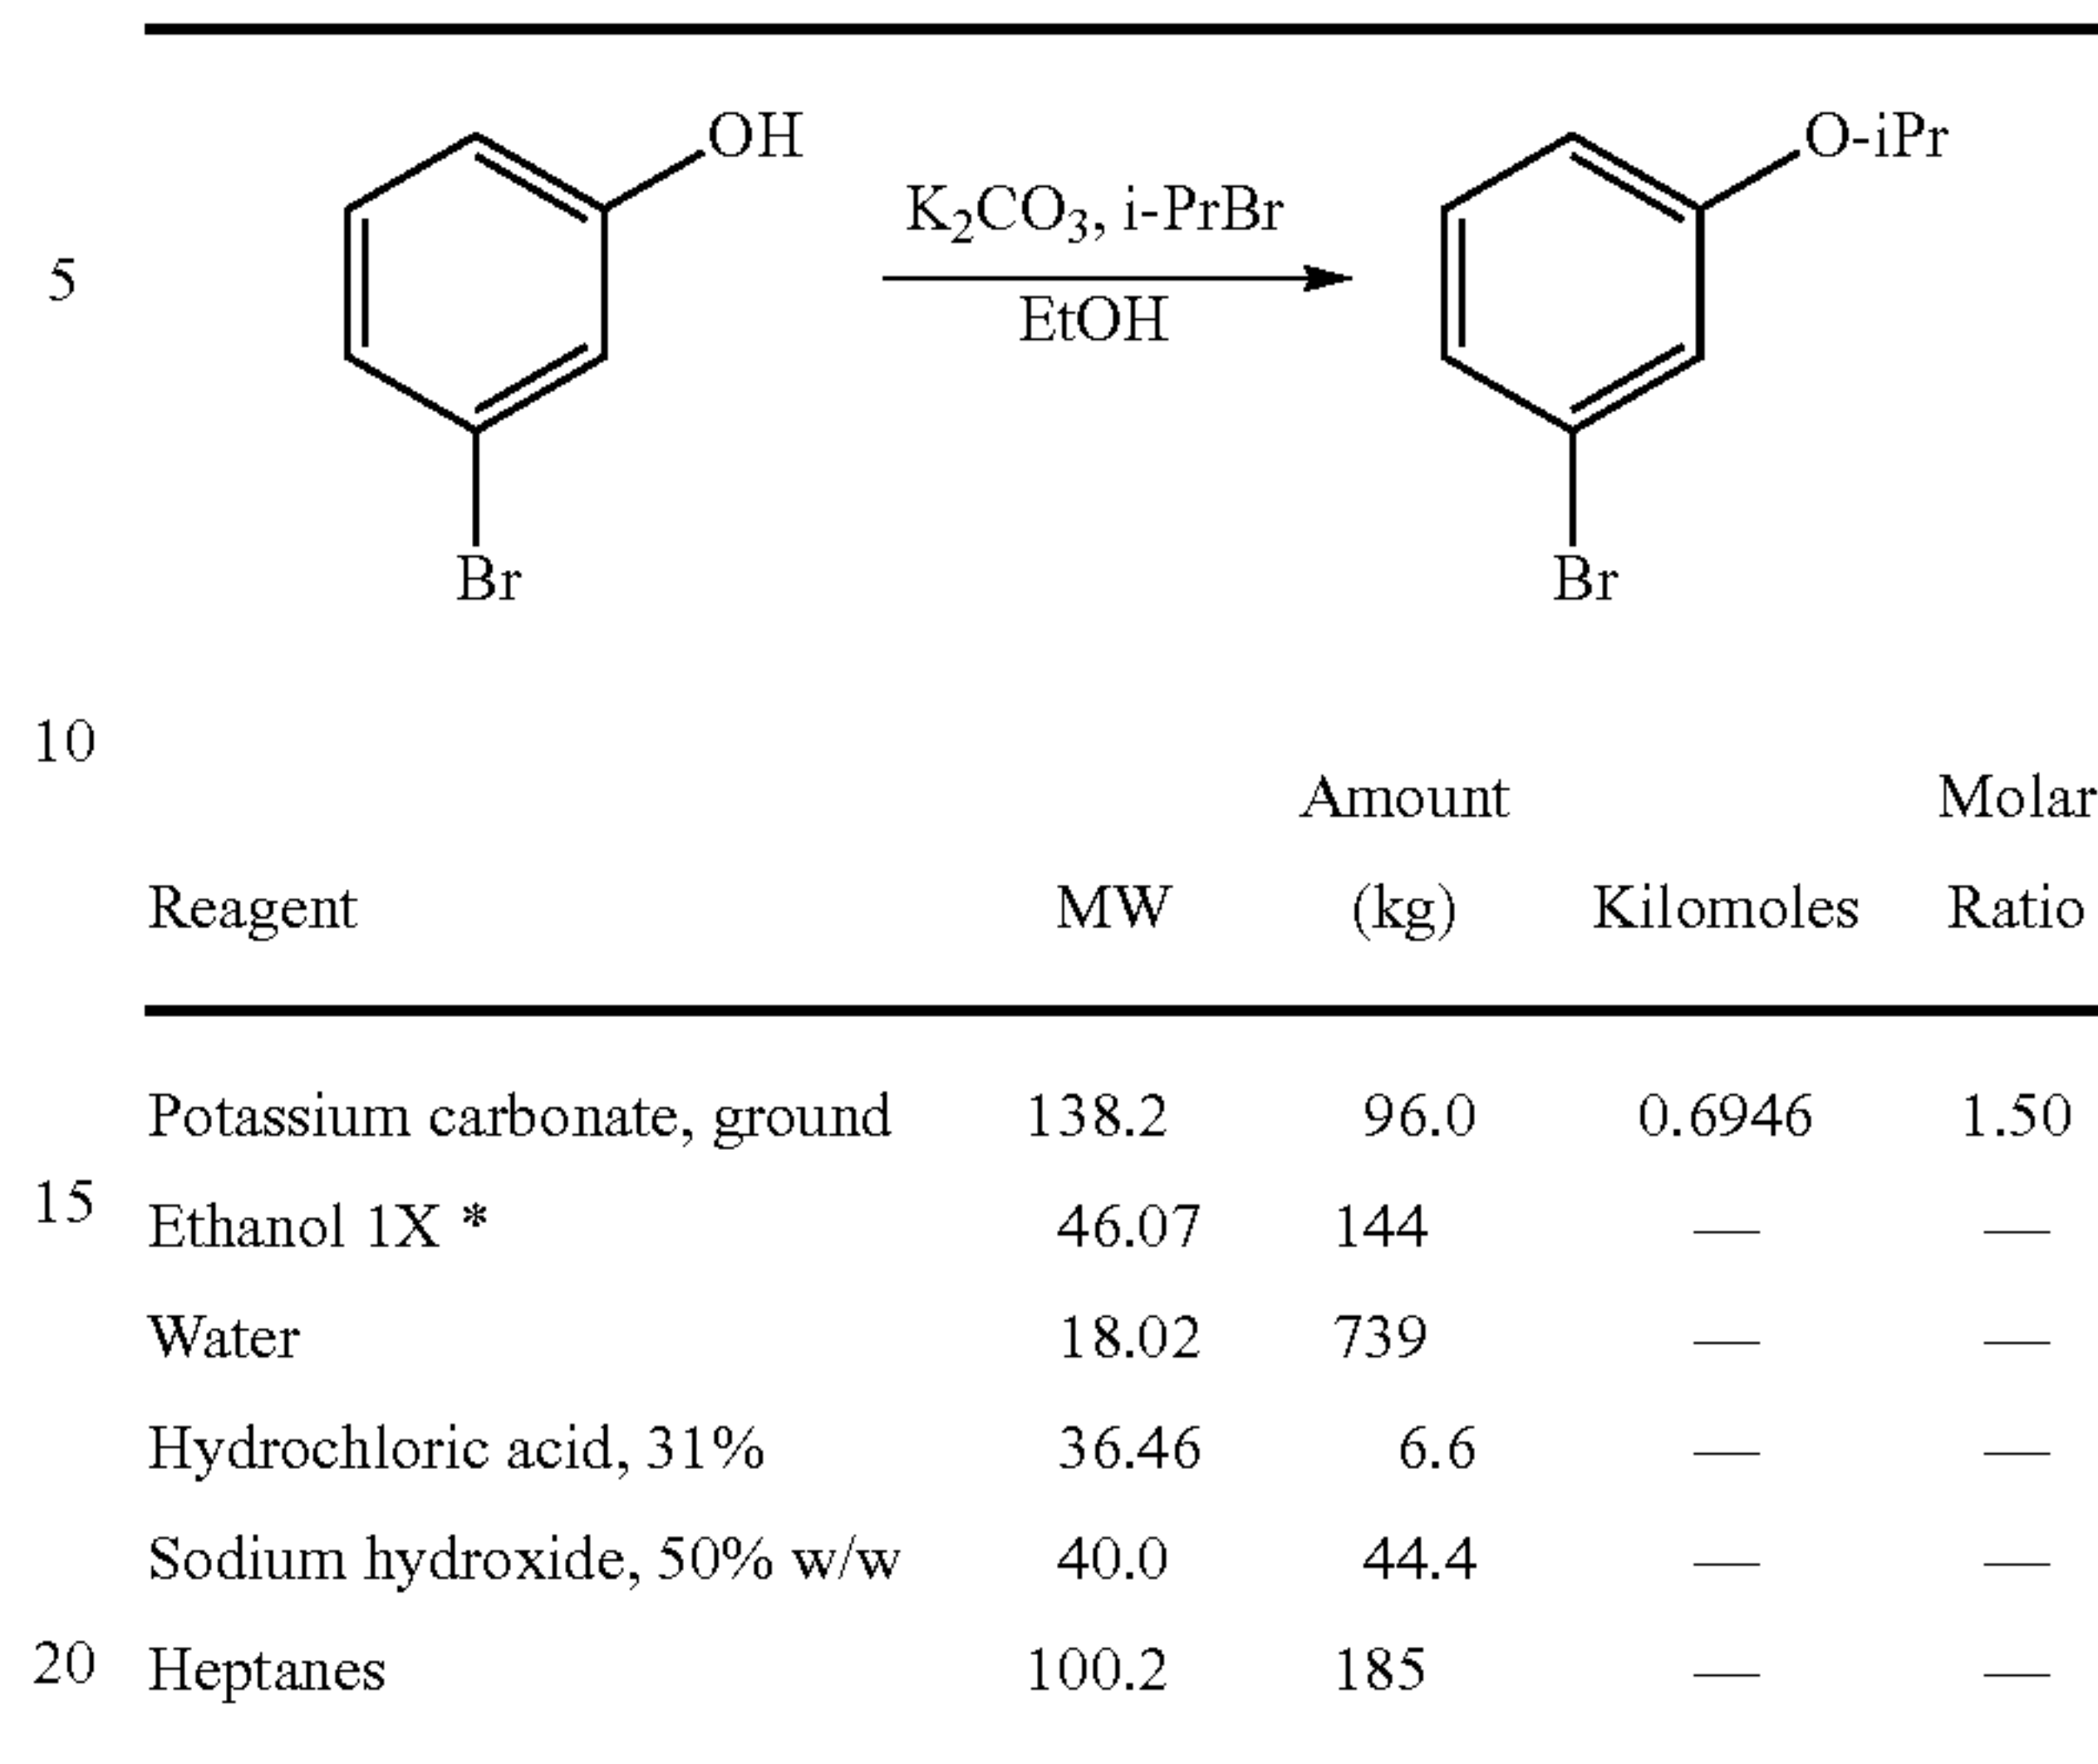 OH
O-iPr
K2CO3, i-PrBr
5
EtOH
Br
Br
10
Amount Molar
Reagent MW (kg) Kilomoles Ratio
Potassium carbonate, ground 138.2 96.0 0.6946 1.50
15
Ethanol 1X * 46.07 144 — —
Water 18.02 739 — —
Hydrochloric acid, 31% 36.46 6.6 — —
Sodium hydroxide, 50% w/w 40.0 44.4 — —
20 Heptanes 100.2 185 — —